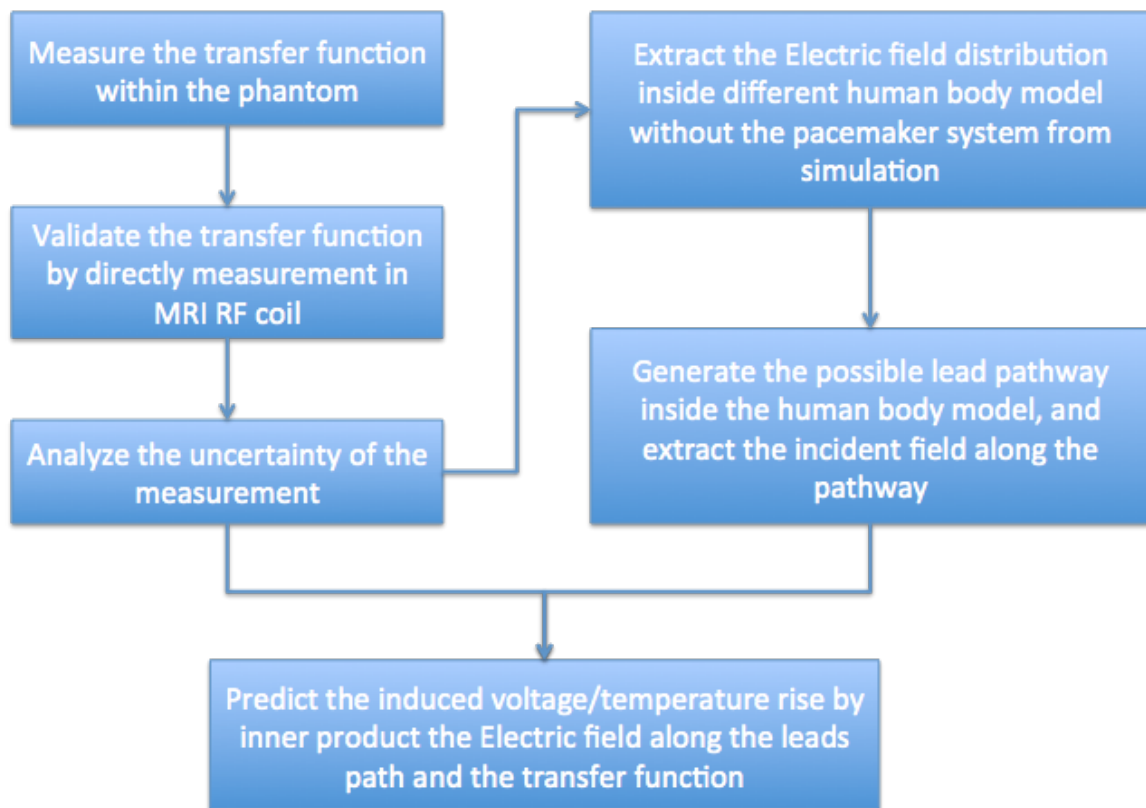 Measure the transfer function
within the phantom
Validate the transfer function
by directly measurement in
MRI RF coil
Analyze the uncertainty of the
measurement
Extract the Electric field distribution
inside different human body model
without the pacemaker system from
simulation
Generate the possible lead pathway
inside the human body model, and
extract the incident field along the
pathway
Predict the induced voltage/temperature rise by
inner product the Electric field along the leads
path and the transfer function